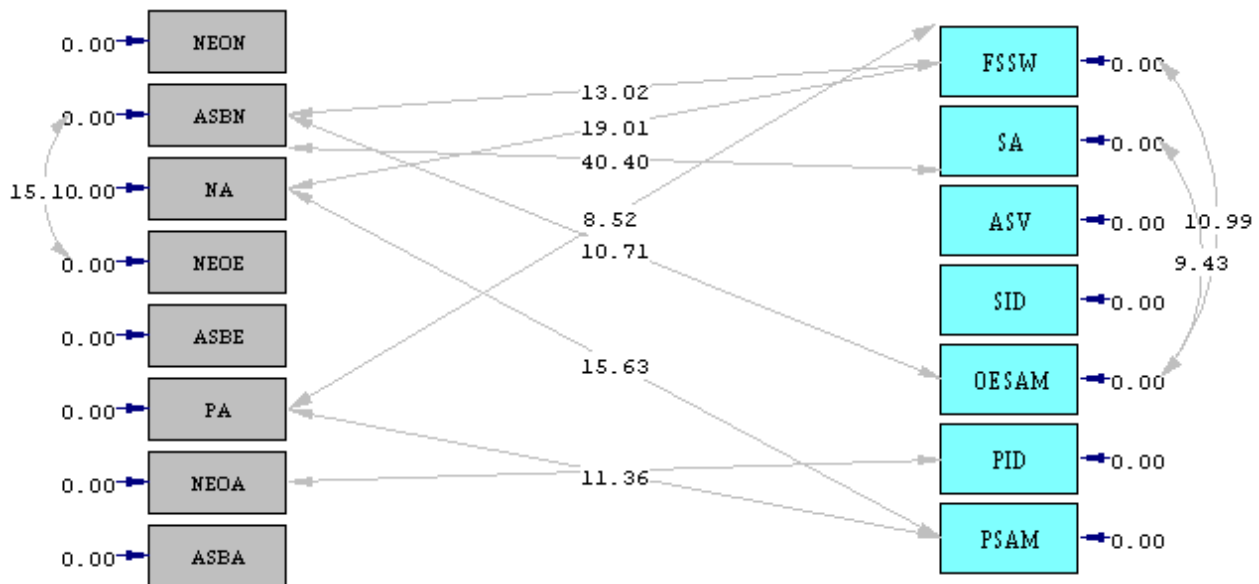 0.00 NEON
0.00 ASBN
15.10.00 NA
0.00 NEOE
0.00 ASBE
0.00 PA
0.00 NEOA
0.00 ASBA
13.02
19.01
40.40
8.52
10.71
15.63
11.36
FSSW 0.00
SA 0.00
ASV 0.00
SID 0.00
OESAM 0.00
PID 0.00
PSAM 0.00
10.99
9.43